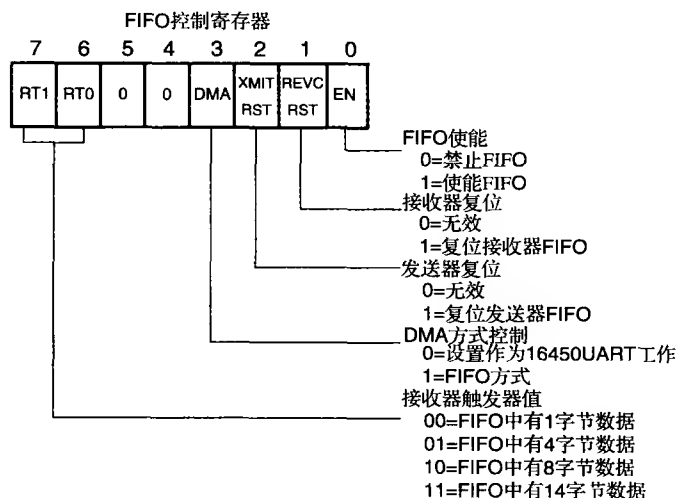 FIFO控制寄存器
7 6 5 4 3 2 1 0
RT1 RT0 0 0 DMA XMIT RST REVC RST EN
FIFO使能
0=禁止FIFO
1=使能FIFO
接收器复位
0=无效
1=复位接收器FIFO
发送器复位
0=无效
1=复位发送器FIFO
DMA方式控制
0=设置作为16450UART工作
1=FIFO方式
接收器触发器值
00=FIFO中有1字节数据
01=FIFO中有4字节数据
10=FIFO中有8字节数据
11=FIFO中有14字节数据